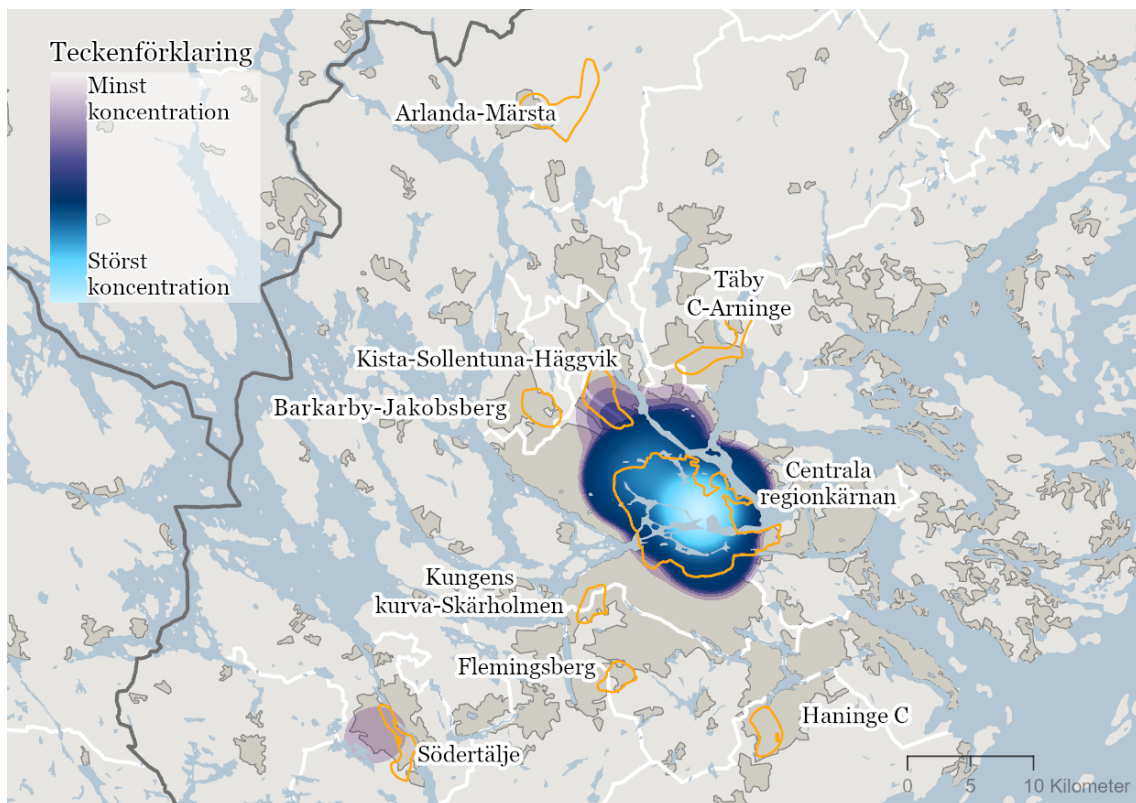 Teckenförklaring
Minst
koncentration
Störst
koncentration
Arlanda-Märsta
Täby
C-Arninge
Kista-Sollentuna-Häggvik
Barkarby-Jakobsberg
Centrala
regionkärnan
Kungens
kurva-Skärholmen
Flemingsberg
Haninge C
Södertälje
0 5 10 Kilometer